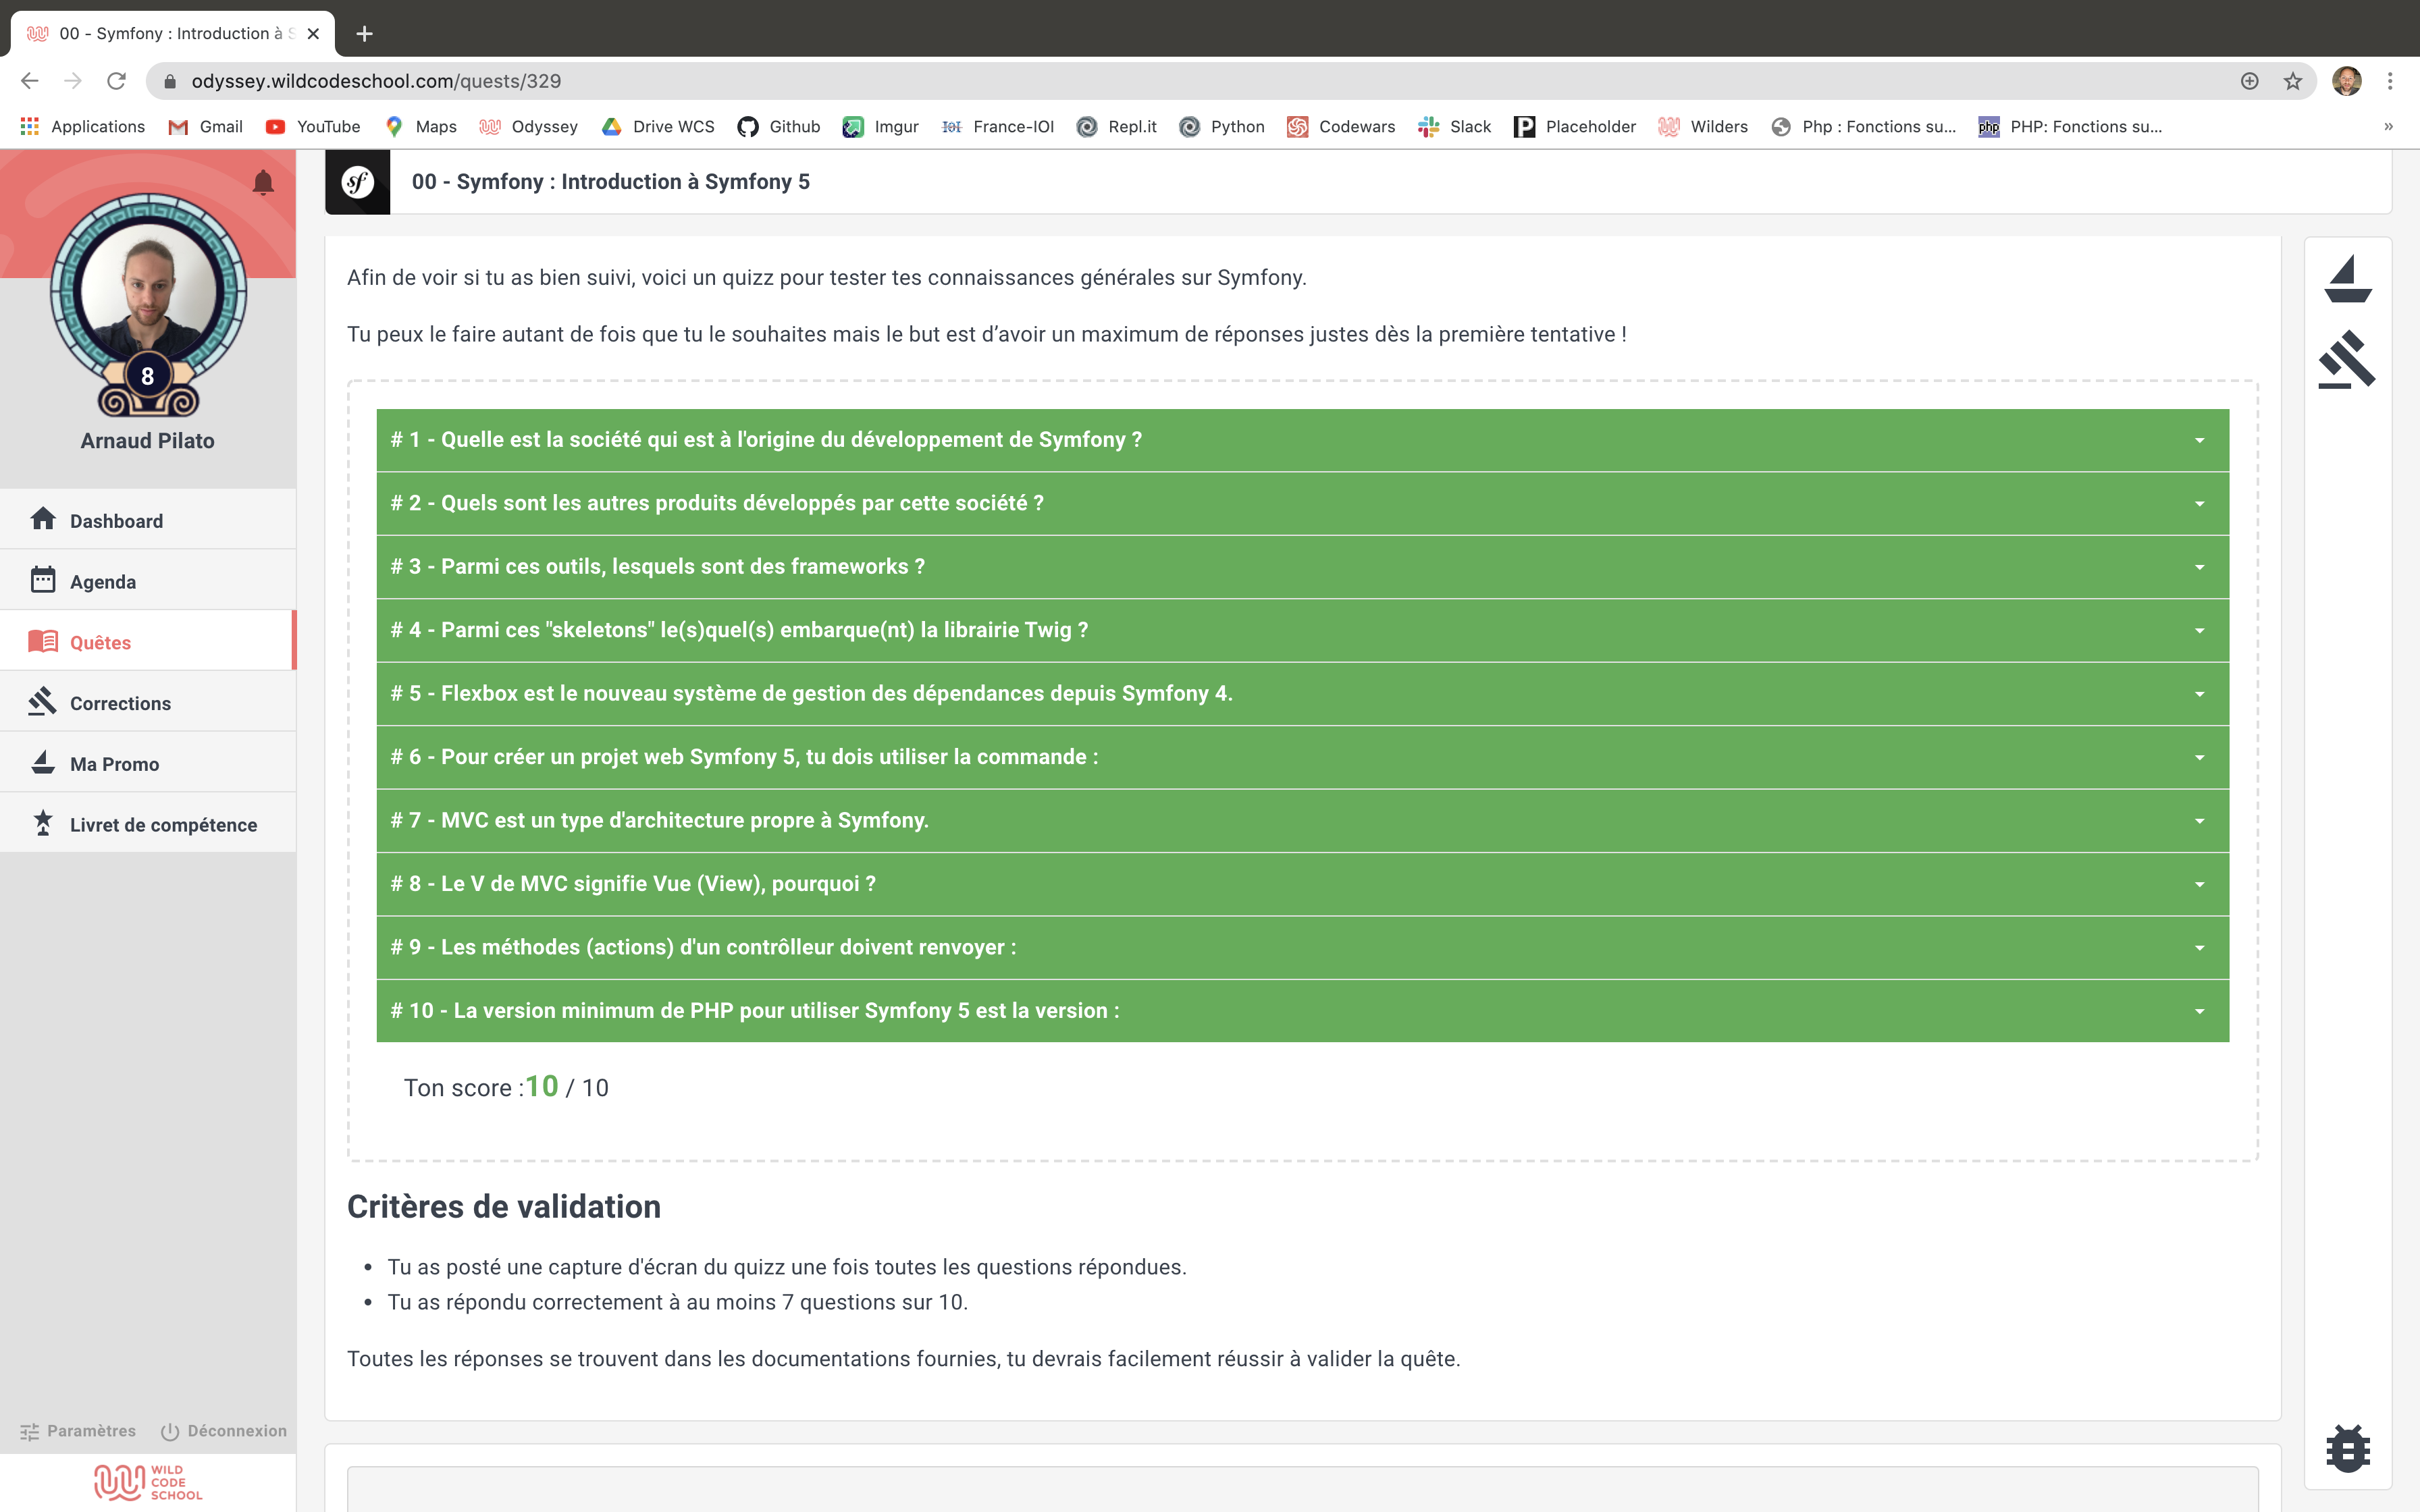 00 - Symfony : Introduction à S
odyssey.wildcodeschool.com/quests/329
Applications Gmail YouTube Maps Odyssey Drive WCS Github Imgur France-IOI Repl.it Python Codewars Slack Placeholder Wilders Php : Fonctions su... PHP: Fonctions su... »
00 - Symfony : Introduction à Symfony 5
8
Arnaud Pilato
Dashboard
Agenda
Quêtes
Corrections
Ma Promo
Livret de compétence
Paramètres Déconnexion
WILD
CODE
SCHOOL
Afin de voir si tu as bien suivi, voici un quizz pour tester tes connaissances générales sur Symfony.
Tu peux le faire autant de fois que tu le souhaites mais le but est d’avoir un maximum de réponses justes dès la première tentative !
# 1 - Quelle est la société qui est à l'origine du développement de Symfony ?
# 2 - Quels sont les autres produits développés par cette société ?
# 3 - Parmi ces outils, lesquels sont des frameworks ?
# 4 - Parmi ces "skeletons" le(s)quel(s) embarque(nt) la librairie Twig ?
# 5 - Flexbox est le nouveau système de gestion des dépendances depuis Symfony 4.
# 6 - Pour créer un projet web Symfony 5, tu dois utiliser la commande :
# 7 - MVC est un type d'architecture propre à Symfony.
# 8 - Le V de MVC signifie Vue (View), pourquoi ?
# 9 - Les méthodes (actions) d'un contrôlleur doivent renvoyer :
# 10 - La version minimum de PHP pour utiliser Symfony 5 est la version :
Ton score :10 / 10
Critères de validation
• Tu as posté une capture d'écran du quizz une fois toutes les questions répondues.
• Tu as répondu correctement à au moins 7 questions sur 10.
Toutes les réponses se trouvent dans les documentations fournies, tu devrais facilement réussir à valider la quête.